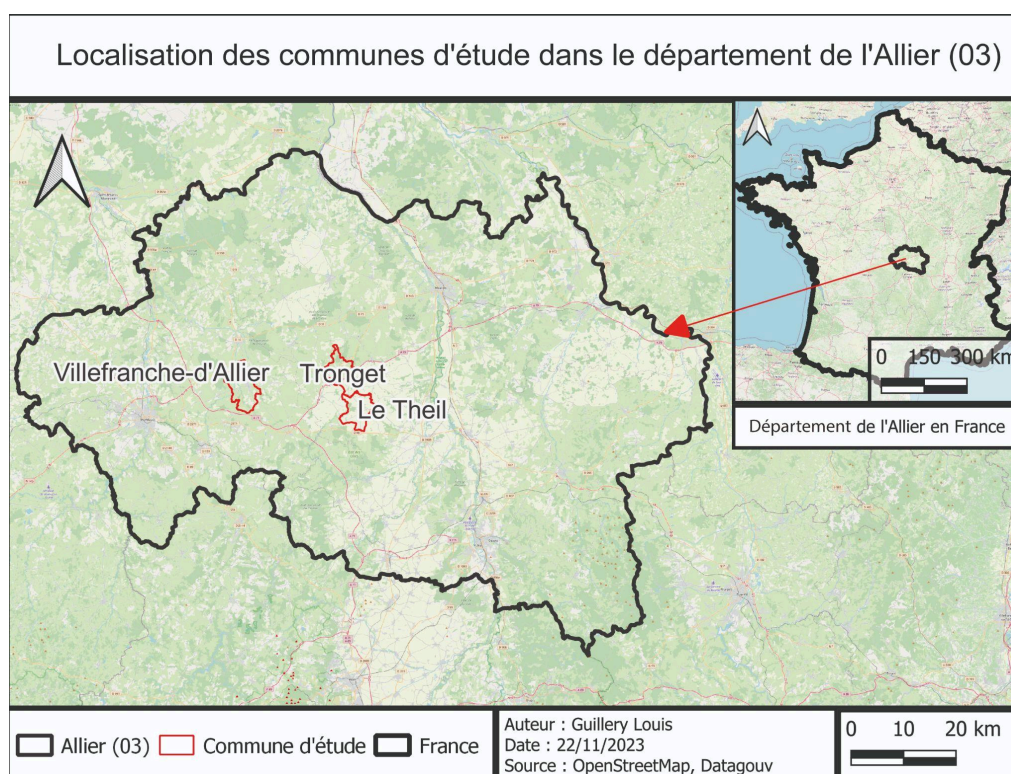 Localisation des communes d'étude dans le département de l'Allier (03)
Villefranche-d'Allier
Tronget
Le Theil
0 150 300 km
Département de l'Allier en France
Allier (03)
Commune d'étude
France
Auteur : Guillery Louis
Date : 22/11/2023
Source : OpenStreetMap, Datagouv
0 10 20 km